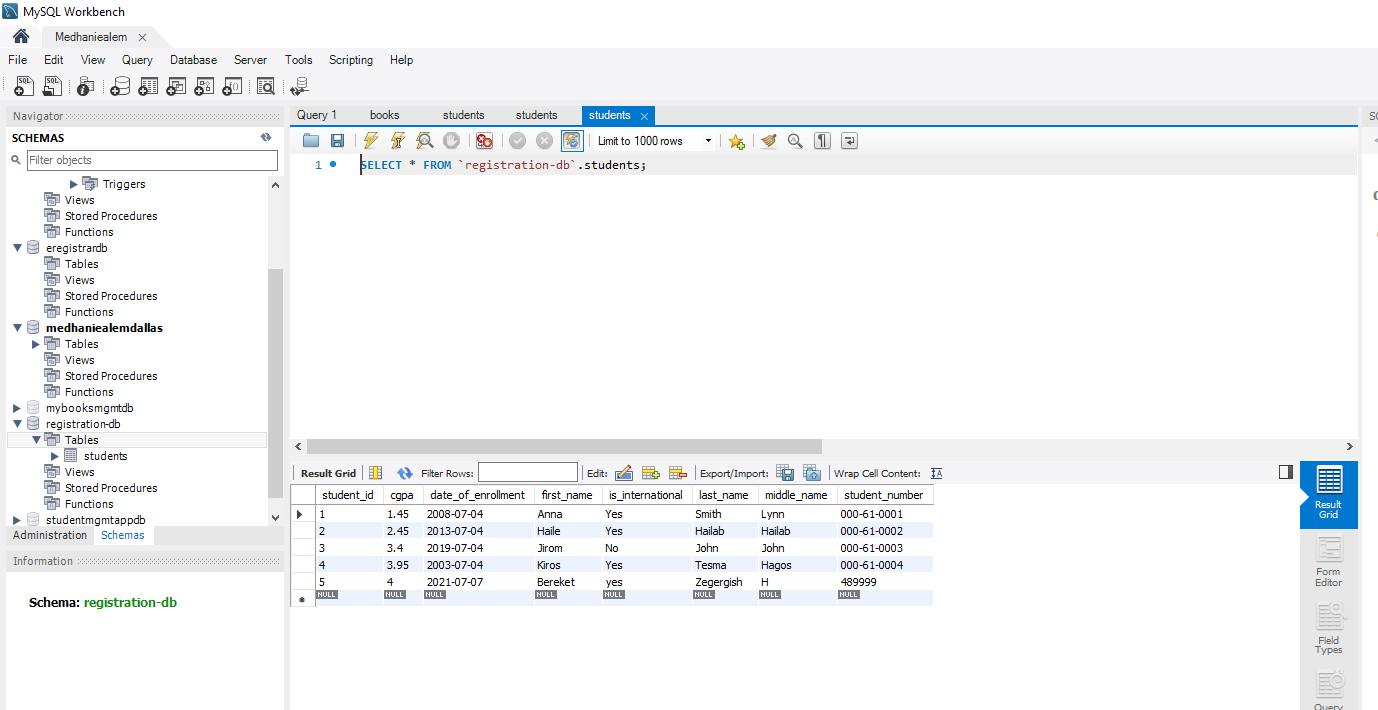 MySQL Workbench
Medhaniealem
File Edit View Query Database Server Tools Scripting Help
Navigator
SCHEMAS
Filter objects
Triggers
Views
Stored Procedures
Functions
eregistrardb
Tables
Views
Stored Procedures
Functions
medhaniealemdallas
Tables
Views
Stored Procedures
Functions
mybooksmgmtdb
registration-db
Tables
students
Views
Stored Procedures
Functions
studentmgmtappdb
Administration Schemas
Information
Schema: registration-db
Query 1 books students students students
Limit to 1000 rows
1 SELECT * FROM `registration-db`.students;
Result Grid Filter Rows: Edit: Export/Import: Wrap Cell Content:
student_id cgpa date_of_enrollment first_name is_international last_name middle_name student_number
1 1.45 2008-07-04 Anna Yes Smith Lynn 000-61-0001
2 2.45 2013-07-04 Haile Yes Hailab Hailab 000-61-0002
3 3.4 2019-07-04 Jirom No John John 000-61-0003
4 3.95 2003-07-04 Kiros Yes Tesma Hagos 000-61-0004
5 4 2021-07-07 Bereket yes Zegergish H 489999
NULL NULL NULL NULL NULL NULL NULL NULL
Result
Grid
Form
Editor
Field
Types
Query